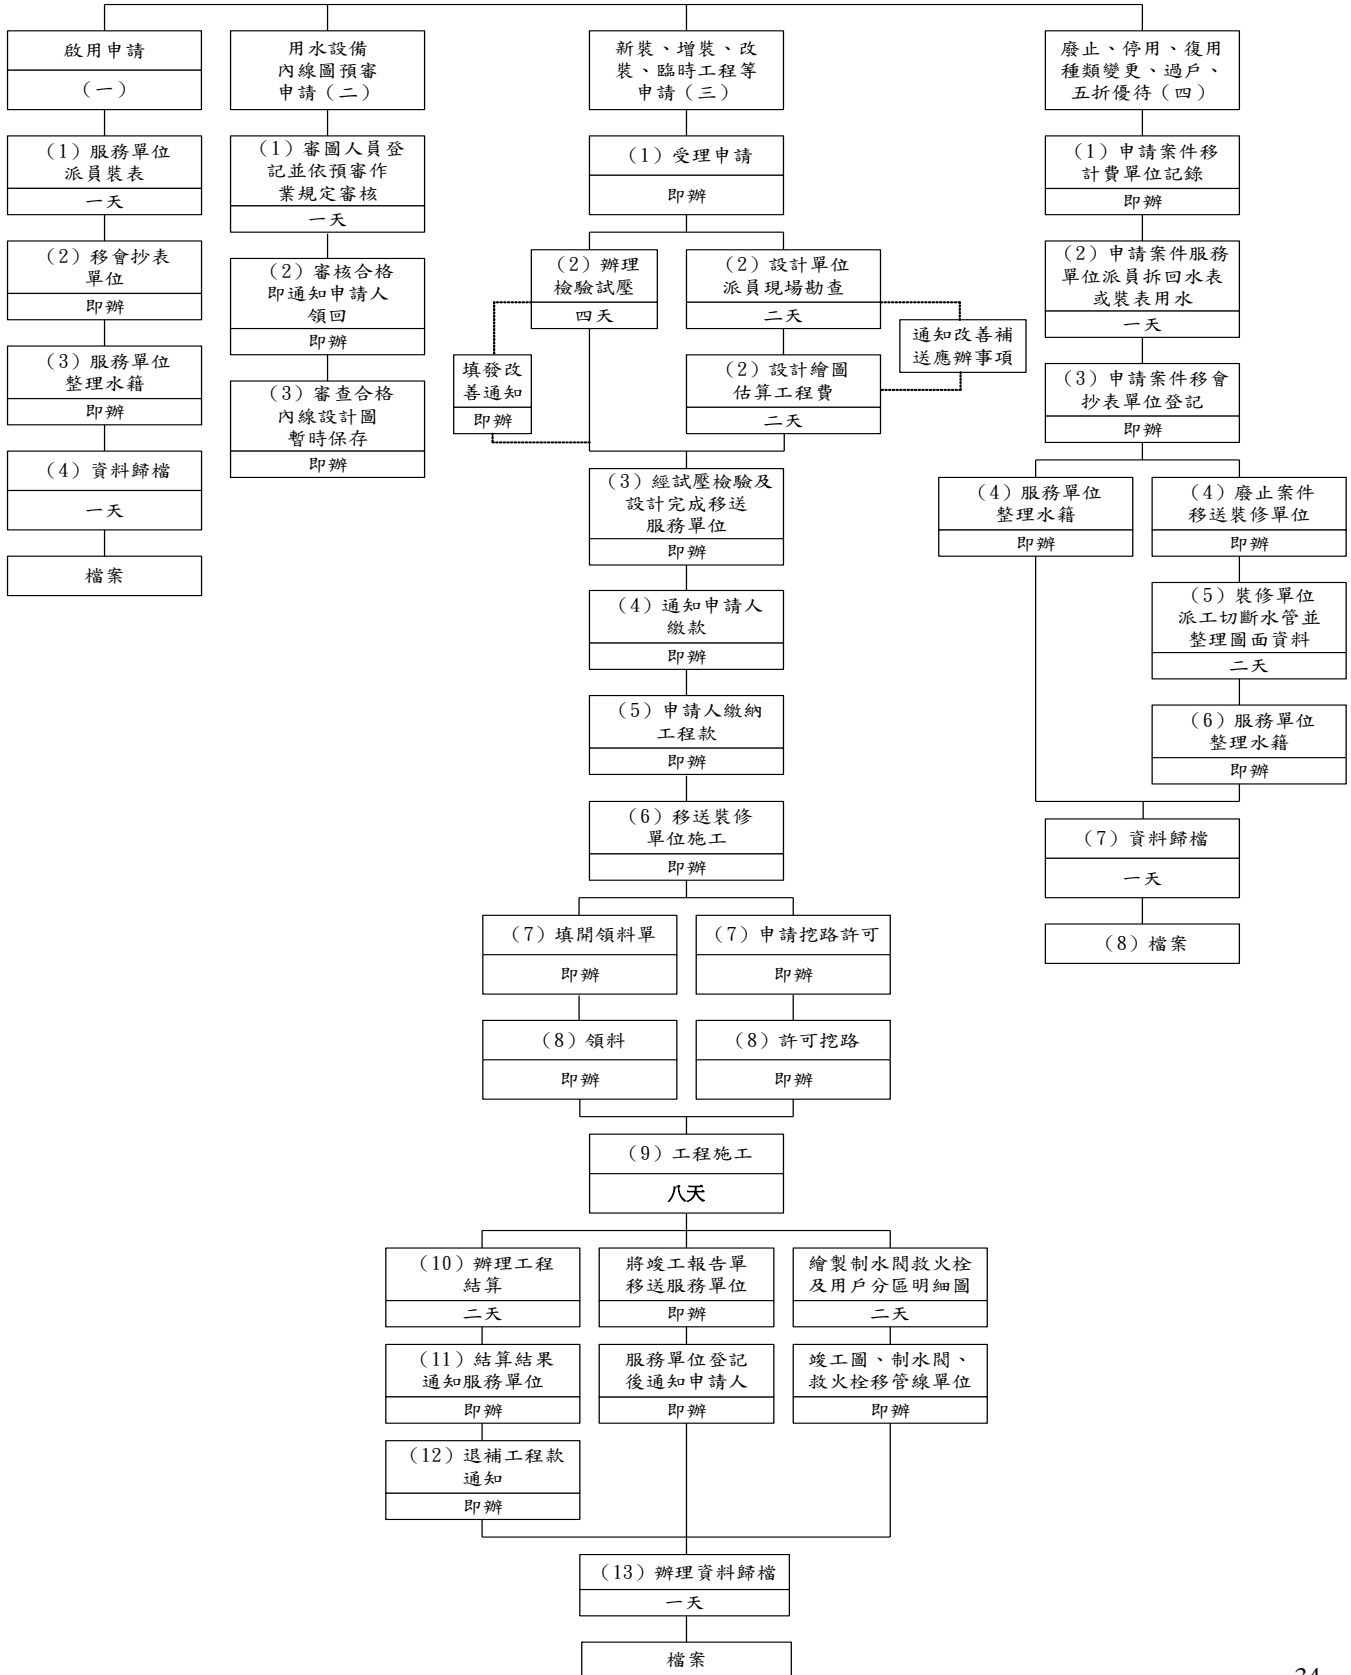 啟用申請
(一)
(1)服務單位
派員裝表
一天
(2)移會抄表
單位
即辦
(3)服務單位
整理水籍
即辦
(4)資料歸檔
一天
檔案
用水設備
內線圖預審
申請(二)
(1)審圖人員登
記並依預審作
業規定審核
一天
(2)審核合格
即通知申請人
領回
即辦
(3)審查合格
內線設計圖
暫時保存
即辦
新裝、增裝、改
裝、臨時工程等
申請(三)
(1)受理申請
即辦
(2)辦理
檢驗試壓
四天
填發改
善通知
即辦
(2)設計單位
派員現場勘查
二天
通知改善補
送應辦事項
(2)設計繪圖
估算工程費
二天
(3)經試壓檢驗及
設計完成移送
服務單位
即辦
(4)通知申請人
繳款
即辦
(5)申請人繳納
工程款
即辦
(6)移送裝修
單位施工
即辦
(7)填開領料單
即辦
(8)領料
即辦
(7)申請挖路許可
即辦
(8)許可挖路
即辦
(9)工程施工
八天
(10)辦理工程
結算
二天
(11)結算結果
通知服務單位
即辦
(12)退補工程款
通知
即辦
將竣工報告單
移送服務單位
即辦
服務單位登記
後通知申請人
即辦
繪製制水閥救火栓
及用戶分區明細圖
二天
竣工圖、制水閥、
救火栓移管線單位
即辦
(13)辦理資料歸檔
一天
檔案
廢止、停用、復用
種類變更、過戶、
五折優待(四)
(1)申請案件移
計費單位記錄
即辦
(2)申請案件服務
單位派員拆回水表
或裝表用水
一天
(3)申請案件移會
抄表單位登記
即辦
(4)服務單位
整理水籍
即辦
(4)廢止案件
移送裝修單位
即辦
(5)裝修單位
派工切斷水管並
整理圖面資料
二天
(6)服務單位
整理水籍
即辦
(7)資料歸檔
一天
(8)檔案
34